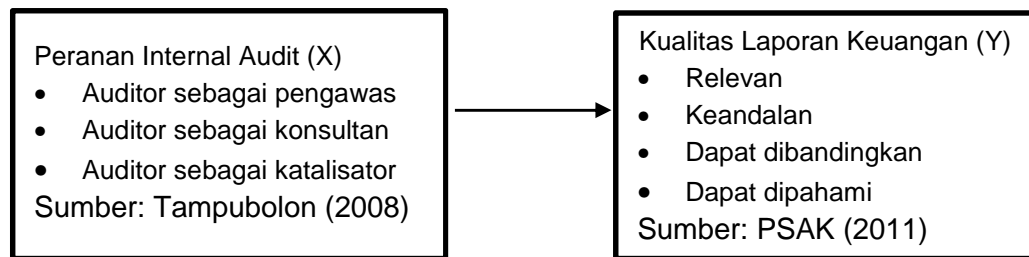 Peranan Internal Audit (X)
• Auditor sebagai pengawas
• Auditor sebagai konsultan
• Auditor sebagai katalisator
Sumber: Tampubolon (2008)
Kualitas Laporan Keuangan (Y)
• Relevan
• Keandalan
• Dapat dibandingkan
• Dapat dipahami
Sumber: PSAK (2011)